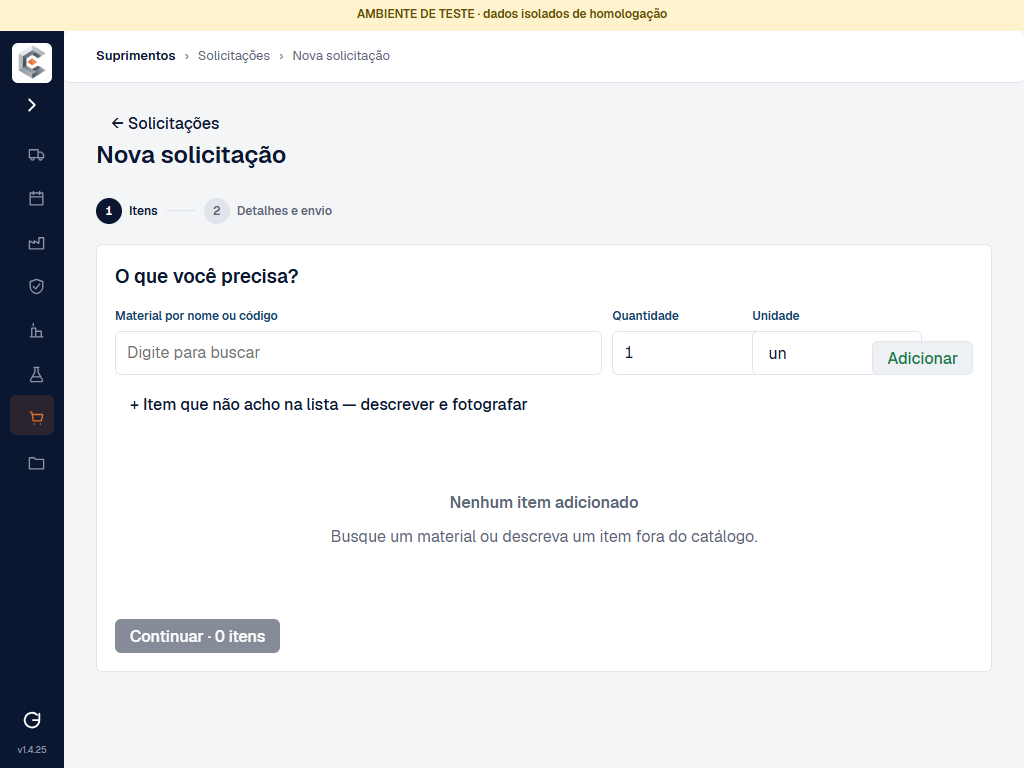 AMBIENTE DE TESTE · dados isolados de homologação
Suprimentos › Solicitações › Nova solicitação
← Solicitações
Nova solicitação
1 Itens 2 Detalhes e envio
O que você precisa?
Material por nome ou código Quantidade Unidade
Digite para buscar 1 un Adicionar
+ Item que não acho na lista — descrever e fotografar
Nenhum item adicionado
Busque um material ou descreva um item fora do catálogo.
Continuar · 0 itens
v1.4.25